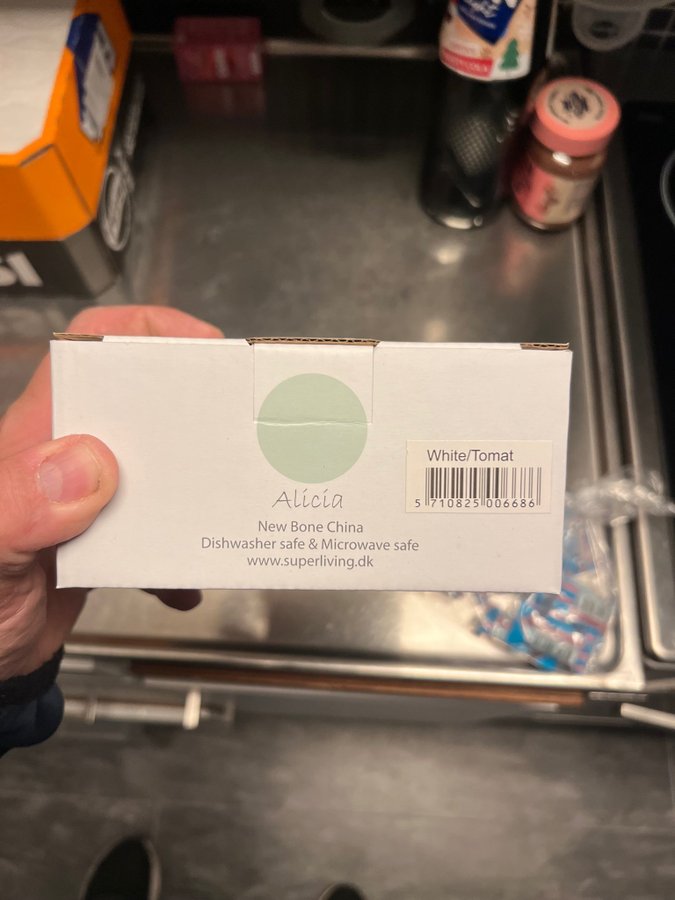 White/Tomat
5 710825 006686
Alicia
New Bone China
Dishwasher safe & Microwave safe
www.superliving.dk